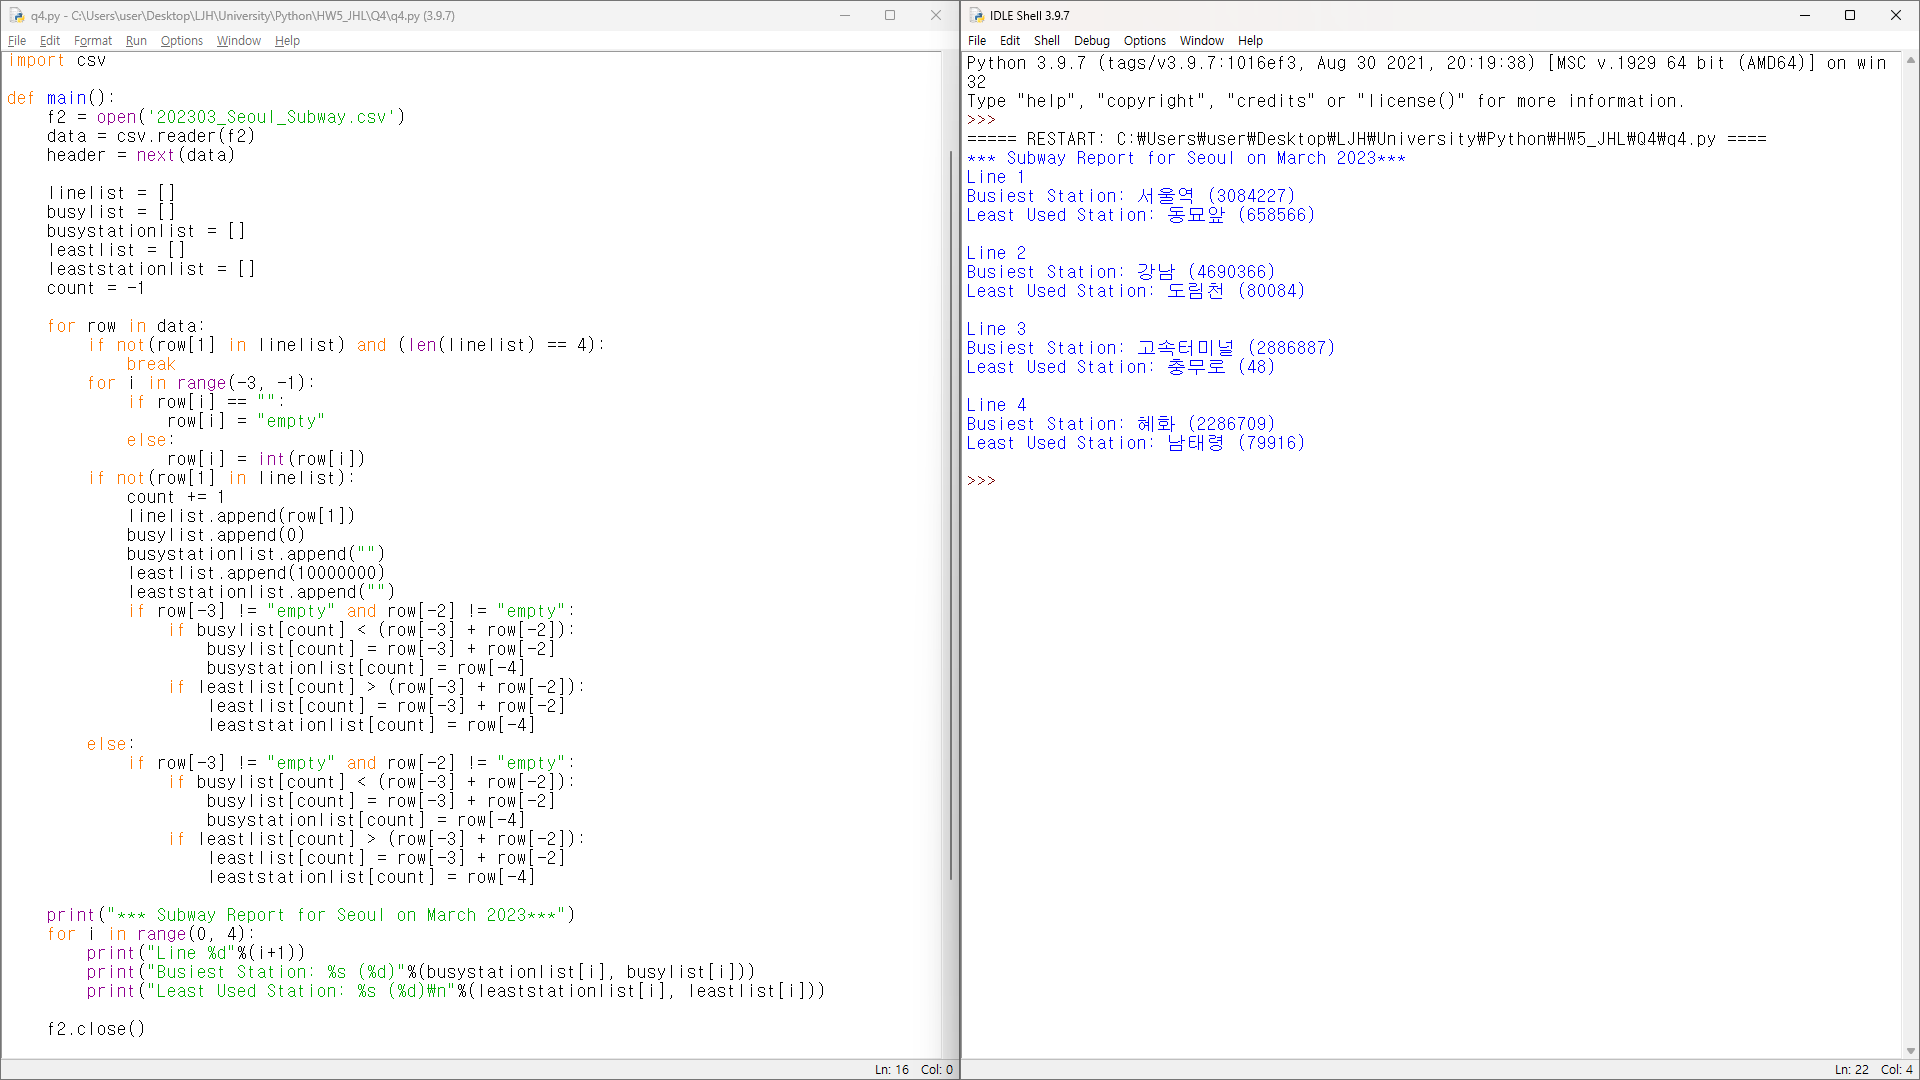 q4.py - C:\Users\user\Desktop\LJH\University\Python\HW5_JHL\Q4\q4.py (3.9.7)
File Edit Format Run Options Window Help
import csv
def main():
    f2 = open('202303_Seoul_Subway.csv')
    data = csv.reader(f2)
    header = next(data)
    linelist = []
    busylist = []
    busystationlist = []
    leastlist = []
    leaststationlist = []
    count = -1
    for row in data:
        if not(row[1] in linelist) and (len(linelist) == 4):
            break
        for i in range(-3, -1):
            if row[i] == "":
                row[i] = "empty"
            else:
                row[i] = int(row[i])
        if not(row[1] in linelist):
            count += 1
            linelist.append(row[1])
            busylist.append(0)
            busystationlist.append("")
            leastlist.append(10000000)
            leaststationlist.append("")
            if row[-3] != "empty" and row[-2] != "empty":
                if busylist[count] < (row[-3] + row[-2]):
                    busylist[count] = row[-3] + row[-2]
                    busystationlist[count] = row[-4]
                if leastlist[count] > (row[-3] + row[-2]):
                    leastlist[count] = row[-3] + row[-2]
                    leaststationlist[count] = row[-4]
        else:
            if row[-3] != "empty" and row[-2] != "empty":
                if busylist[count] < (row[-3] + row[-2]):
                    busylist[count] = row[-3] + row[-2]
                    busystationlist[count] = row[-4]
                if leastlist[count] > (row[-3] + row[-2]):
                    leastlist[count] = row[-3] + row[-2]
                    leaststationlist[count] = row[-4]
    print("*** Subway Report for Seoul on March 2023***")
    for i in range(0, 4):
        print("Line %d"%(i+1))
        print("Busiest Station: %s (%d)"%(busystationlist[i], busylist[i]))
        print("Least Used Station: %s (%d)₩n"%(leaststationlist[i], leastlist[i]))
    f2.close()
Ln: 16 Col: 0
IDLE Shell 3.9.7
File Edit Shell Debug Options Window Help
Python 3.9.7 (tags/v3.9.7:1016ef3, Aug 30 2021, 20:19:38) [MSC v.1929 64 bit (AMD64)] on win
32
Type "help", "copyright", "credits" or "license()" for more information.
>>>
===== RESTART: C:₩Users₩user₩Desktop₩LJH₩University₩Python₩HW5_JHL₩Q4₩q4.py ====
*** Subway Report for Seoul on March 2023***
Line 1
Busiest Station: 서울역 (3084227)
Least Used Station: 동묘앞 (658566)
Line 2
Busiest Station: 강남 (4690366)
Least Used Station: 도림천 (80084)
Line 3
Busiest Station: 고속터미널 (2886887)
Least Used Station: 충무로 (48)
Line 4
Busiest Station: 혜화 (2286709)
Least Used Station: 남태령 (79916)
>>>
Ln: 22 Col: 4